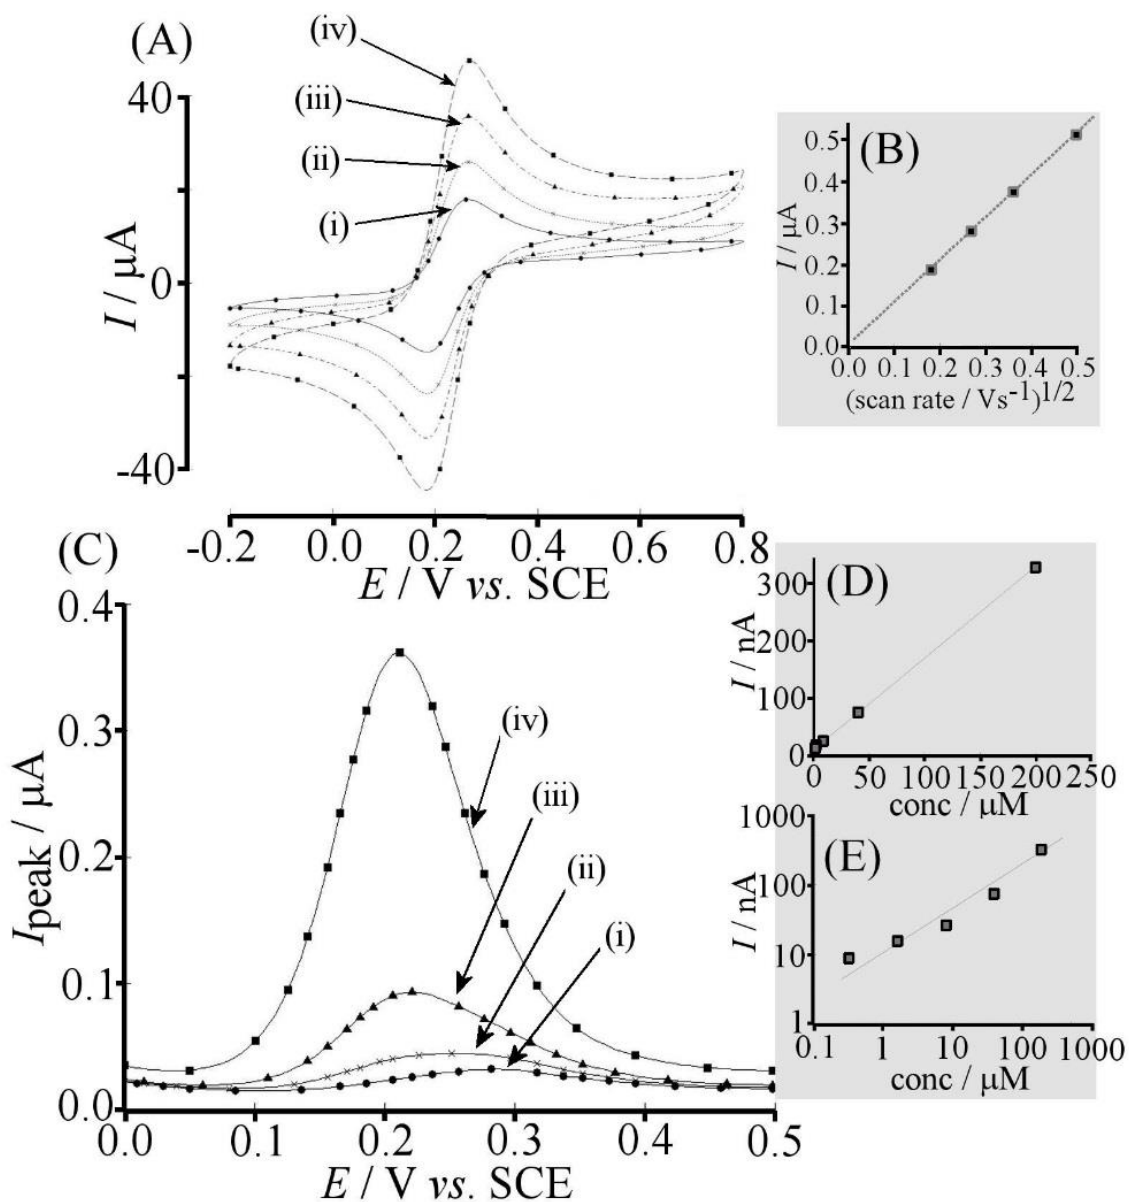 (A)
(iv)
(iii)
(ii)
(i)
40
0
-40
I / μA
-0.2 0.0 0.2 0.4 0.6 0.8
E / V vs. SCE
(B)
0.5
0.4
0.3
0.2
0.1
0.0
I / μA
0.0 0.1 0.2 0.3 0.4 0.5
(scan rate / Vs-1)1/2
(C)
0.4
0.3
0.2
0.1
0.0
Ipeak / μA
(iv)
(iii)
(ii)
(i)
0.0 0.1 0.2 0.3 0.4 0.5
E / V vs. SCE
(D)
300
200
100
0
I / nA
0 50 100 150 200 250
conc / μM
(E)
1000
100
10
1
I / nA
0.1 1 10 100 1000
conc / μM